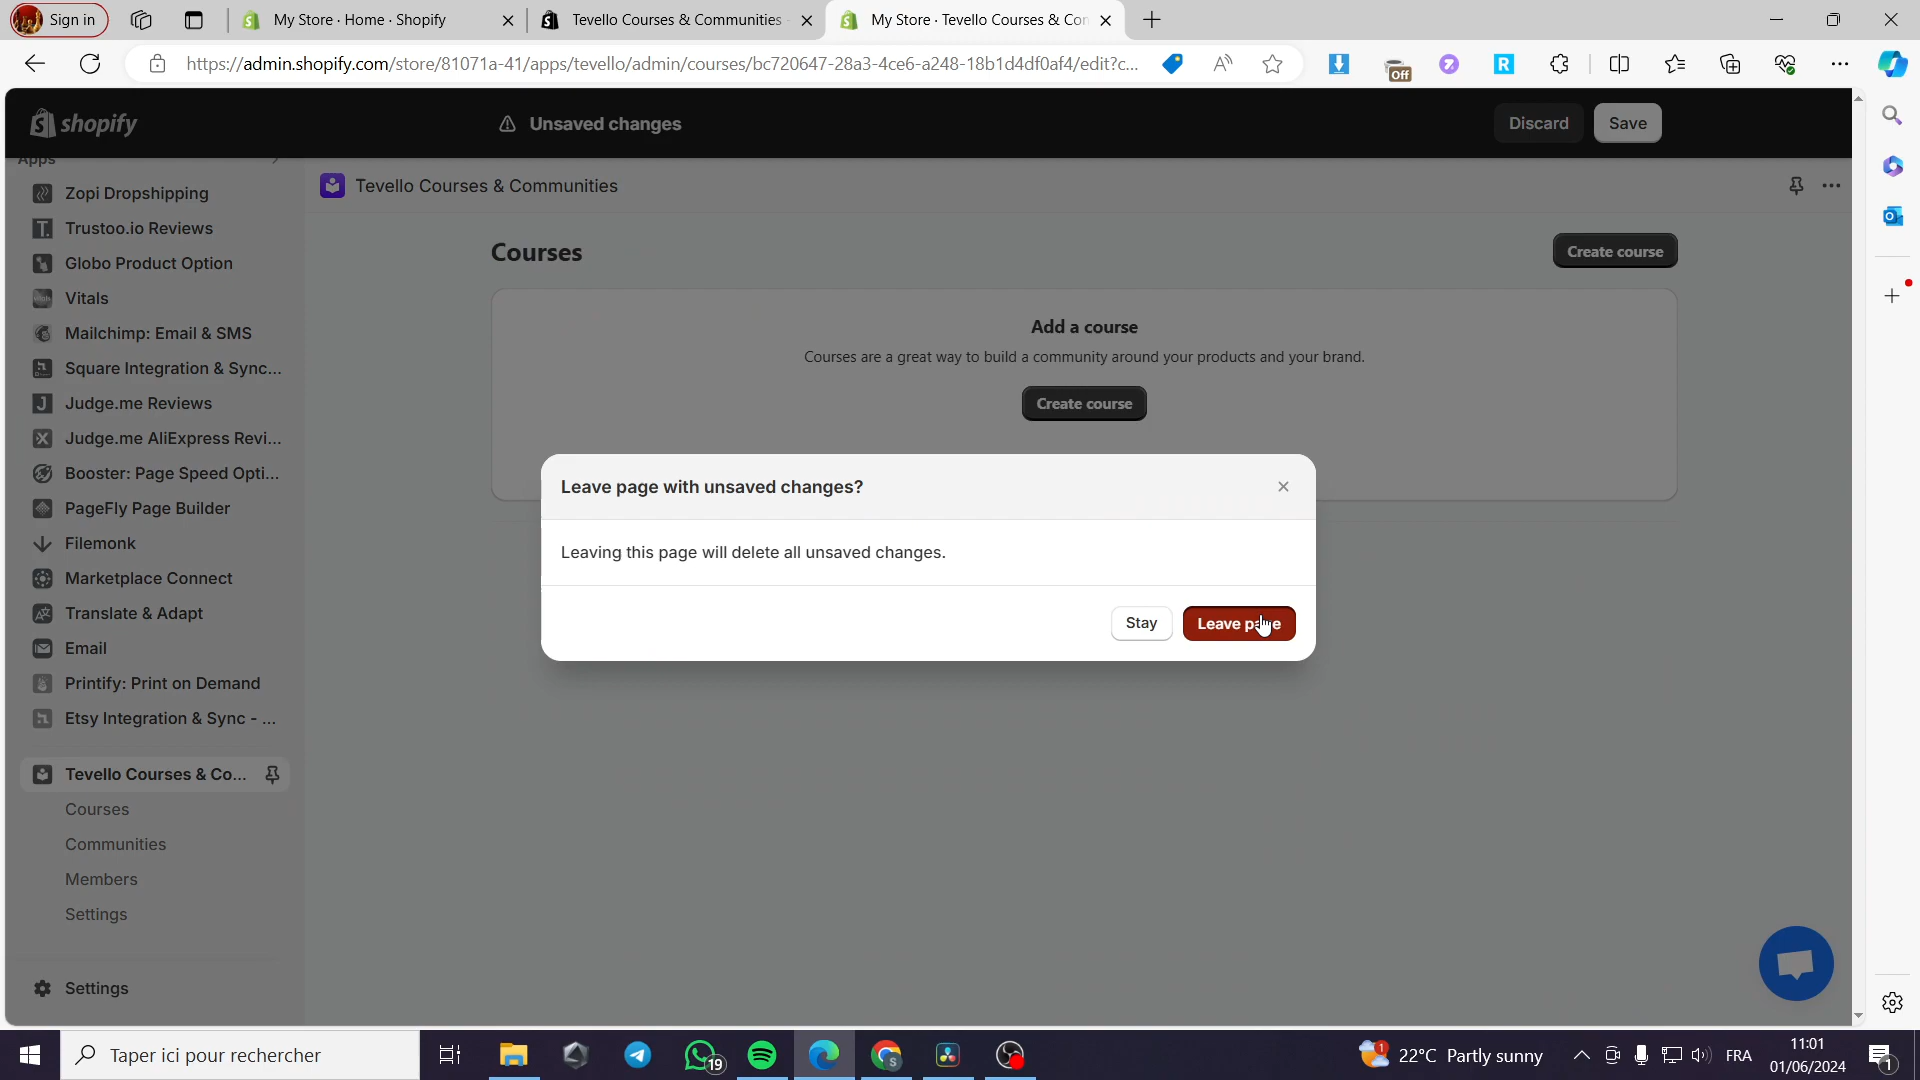 Sign in
My Store · Home · Shopify
Tevello Courses & Communities
My Store · Tevello Courses & Con
https://admin.shopify.com/store/81071a-41/apps/tevello/admin/courses/bc720647-28a3-4ce6-a248-18b1d4df0af4/edit?c...
Off
shopify
Unsaved changes
Discard
Save
Apps
Zopi Dropshipping
Trustoo.io Reviews
Globo Product Option
Vitals
Mailchimp: Email & SMS
Square Integration & Sync...
Judge.me Reviews
Judge.me AliExpress Revi...
Booster: Page Speed Opti...
PageFly Page Builder
Filemonk
Marketplace Connect
Translate & Adapt
Email
Printify: Print on Demand
Etsy Integration & Sync - ...
Tevello Courses & Co...
Courses
Communities
Members
Settings
Settings
Tevello Courses & Communities
Courses
Create course
Add a course
Courses are a great way to build a community around your products and your brand.
Create course
Leave page with unsaved changes?
Leaving this page will delete all unsaved changes.
Stay
Leave page
Taper ici pour rechercher
19
1
22°C Partly sunny
FRA
11:01
01/06/2024
1